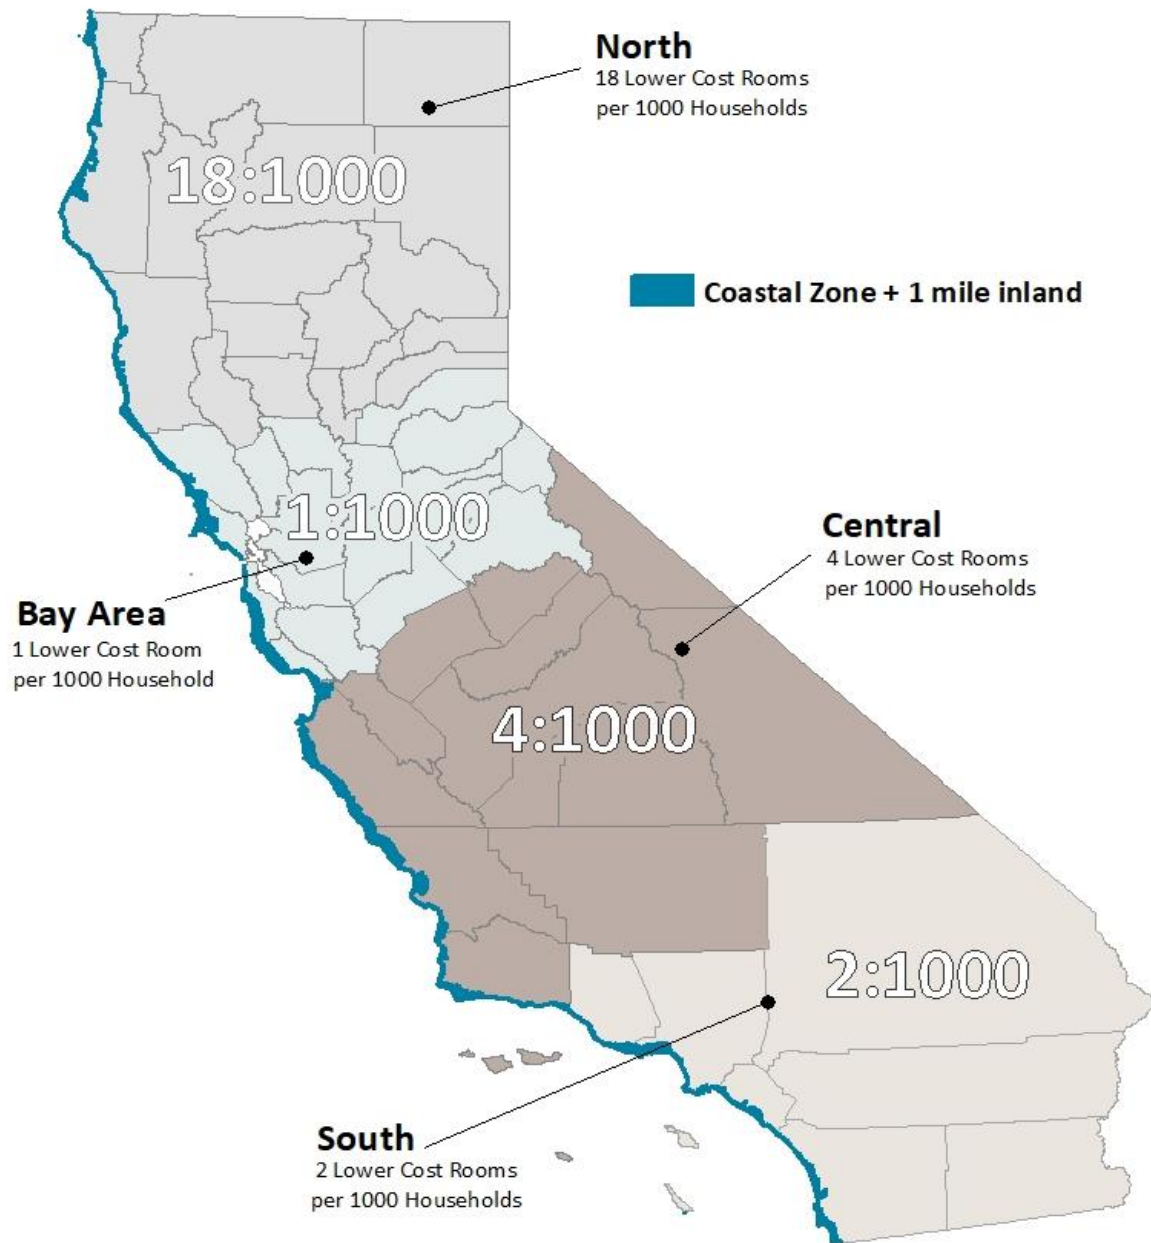 North
18 Lower Cost Rooms
per 1000 Households
18:1000
Coastal Zone + 1 mile inland
1:1000
Central
4 Lower Cost Rooms
per 1000 Households
Bay Area
1 Lower Cost Room
per 1000 Household
4:1000
2:1000
South
2 Lower Cost Rooms
per 1000 Households